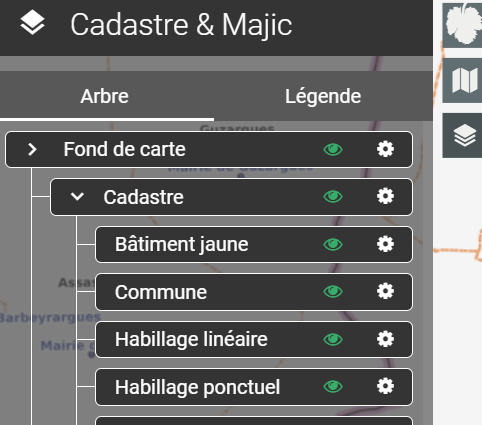 Cadastre & Majic
Arbre
Légende
Guzargues
Fond de carte
Mairie de Guzargues
Cadastre
Bâtiment jaune
Assas
Commune
Barbeyrargues
Habillage linéaire
Mairie d
Habillage ponctuel